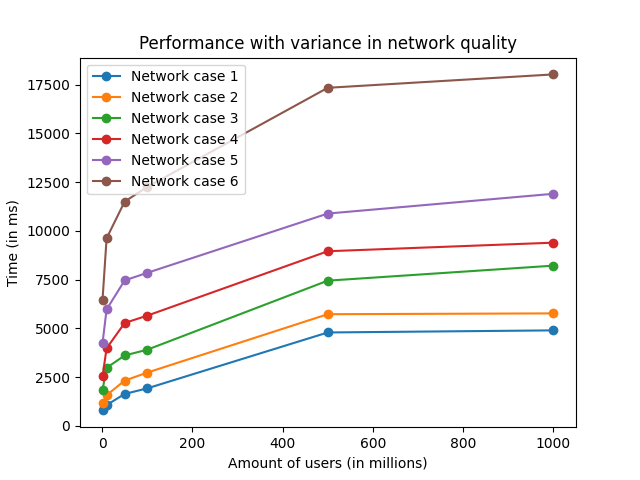 Performance with variance in network quality
Network case 1
Network case 2
Network case 3
Network case 4
Network case 5
Network case 6
17500
15000
12500
10000
7500
5000
2500
0
Time (in ms)
0 200 400 600 800 1000
Amount of users (in millions)